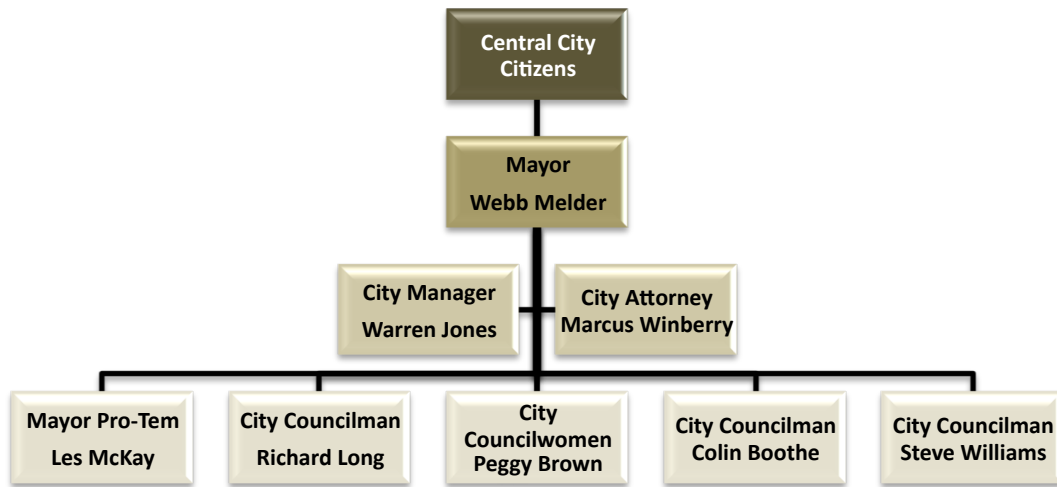 Central City
Citizens
Mayor
Webb Melder
City Manager
Warren Jones
City Attorney
Marcus Winberry
Mayor Pro-Tem
Les McKay
City Councilman
Richard Long
City
Councilwomen
Peggy Brown
City Councilman
Colin Boothe
City Councilman
Steve Williams